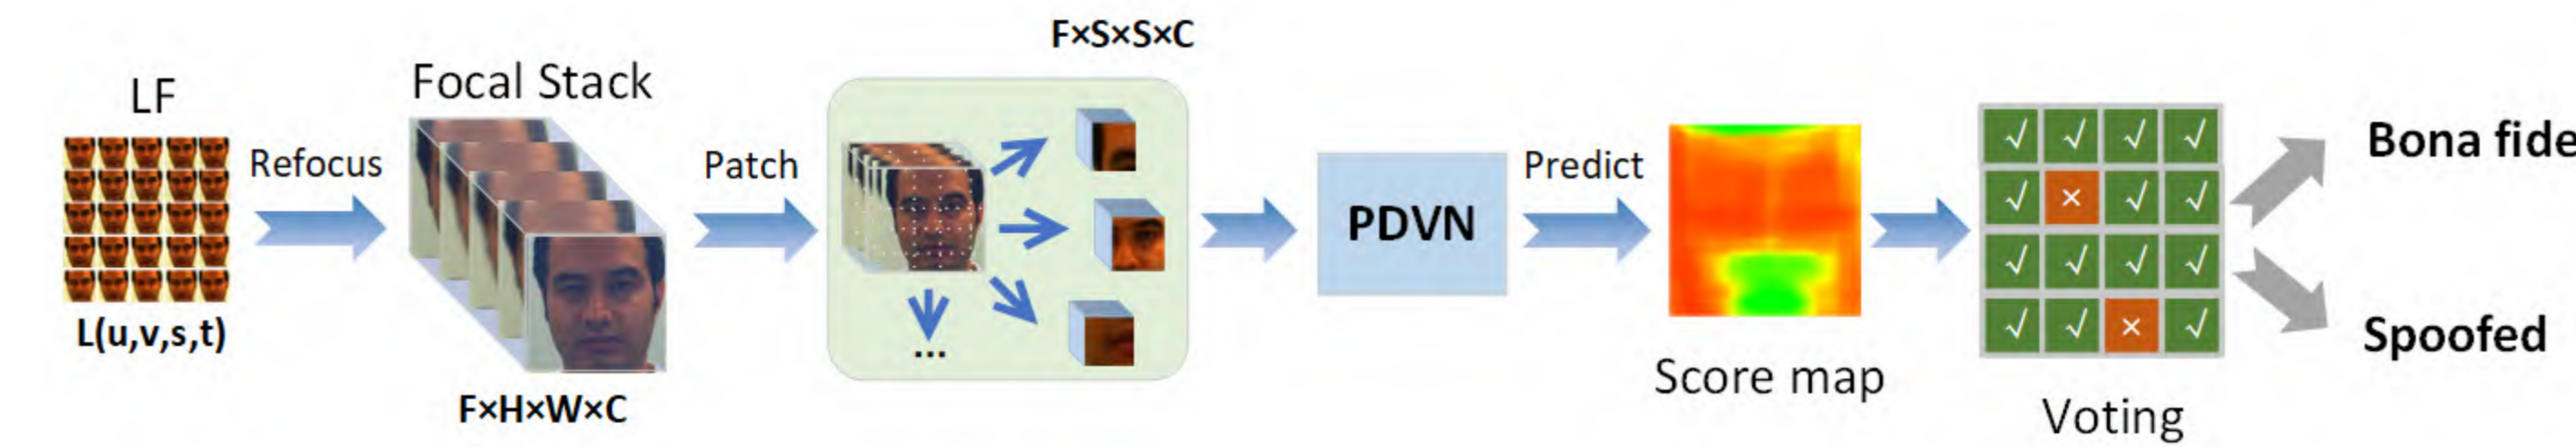 LF
L(u,v,s,t)
Refocus
Focal Stack
F×H×W×C
Patch
F×S×S×C
...
PDVN
Predict
Score map
√ √ √ √
√ × √ √
√ √ √ √
√ √ × √
Voting
Bona fide
Spoofed